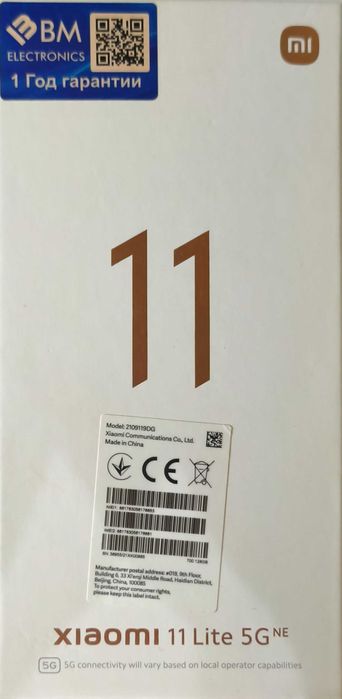 BM
ELECTRONICS
1 Год гарантии
mi
11
Model: 2109119DG
Xiaomi Communications Co., Ltd.
Made in China
CE
Manufacturer postal address: #019, 9th Floor,
Building 6, 33 Xi'erqi Middle Road, Haidian District,
Beijing, China, 100085
To protect your consumer rights,
please keep this label intact.
xiaomi 11 Lite 5G NE
5G 5G connectivity will vary based on local operator capabilities